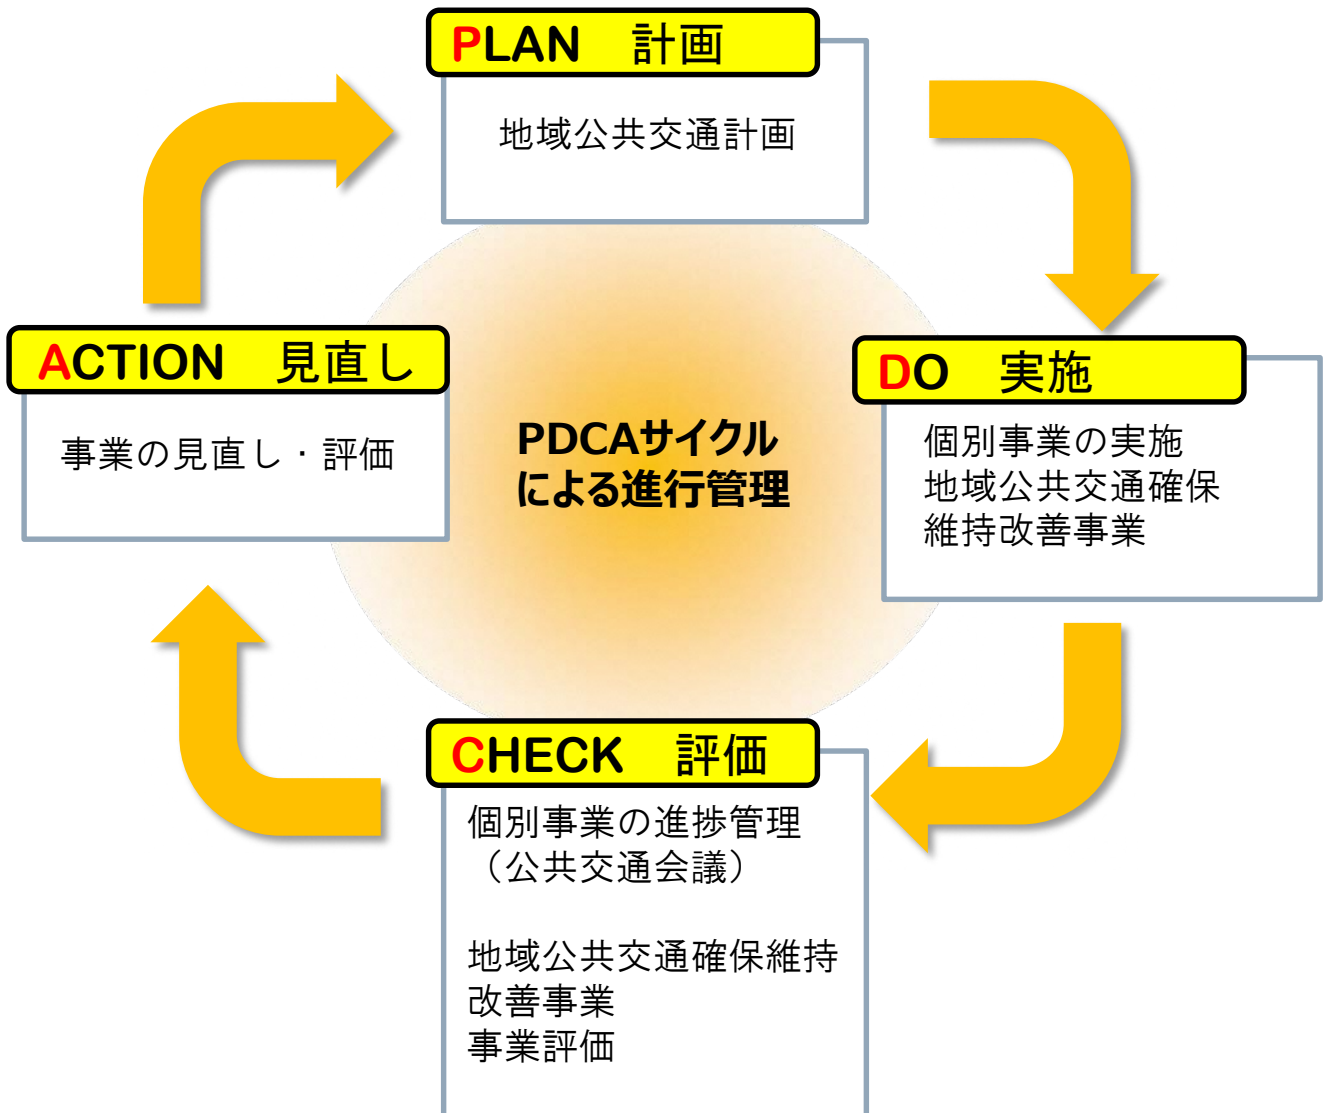 PLAN　計画
地域公共交通計画
ACTION　見直し
事業の見直し・評価
PDCAサイクル
による進行管理
DO　実施
個別事業の実施
地域公共交通確保
維持改善事業
CHECK　評価
個別事業の進捗管理
（公共交通会議）
地域公共交通確保維持
改善事業
事業評価